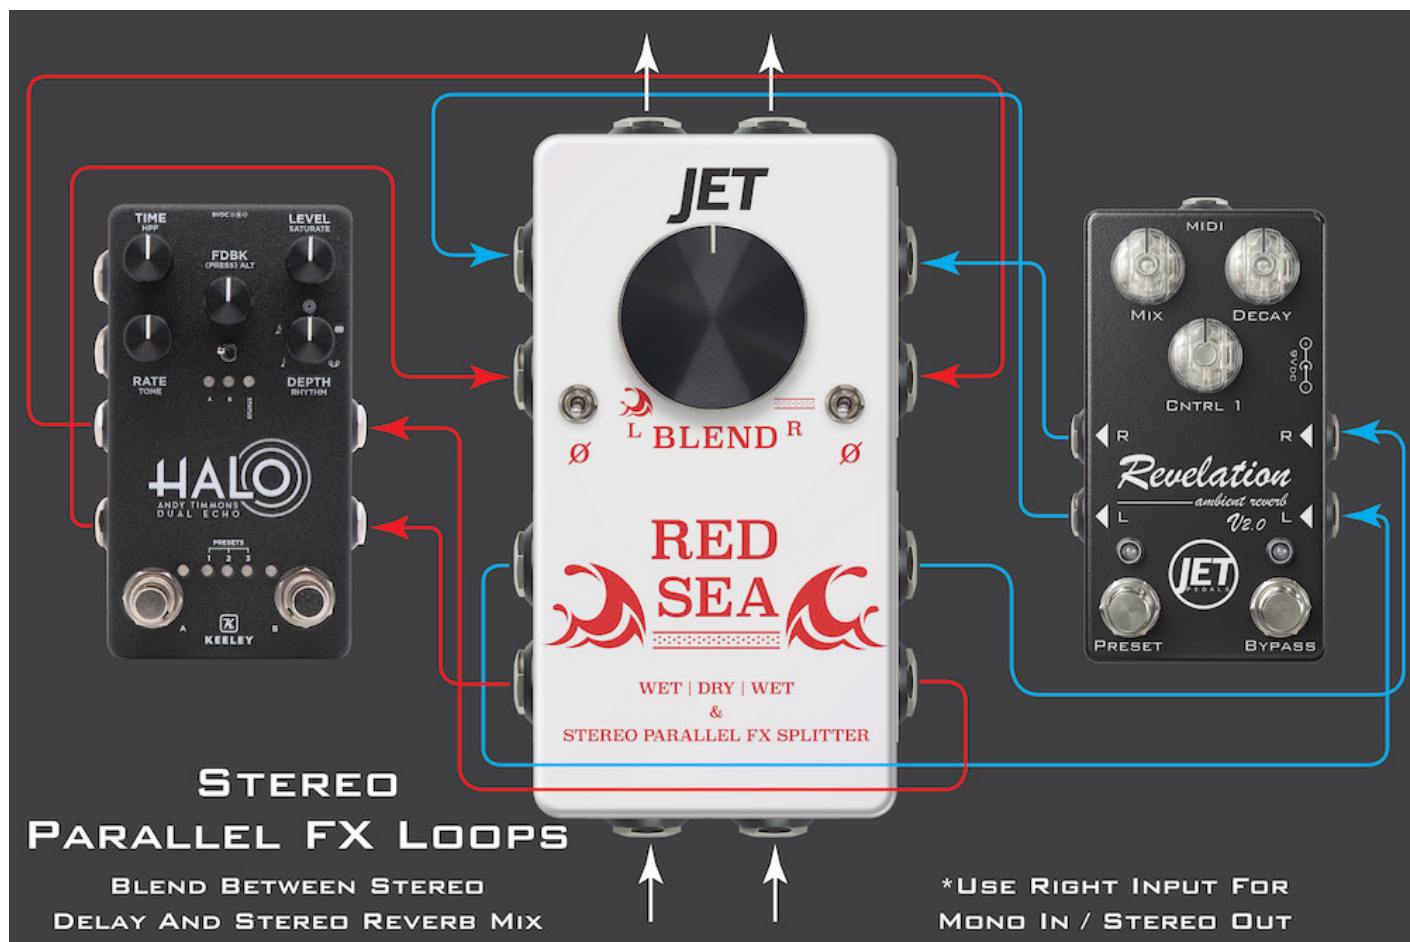 JET
L BLEND R
Ø
Ø
RED
SEA
WET | DRY | WET
&
STEREO PARALLEL FX SPLITTER
TIME
HPF
9VDC
LEVEL
SATURATE
FDBK
(PRESS) ALT
RATE
TONE
A
B
STATUS
DEPTH
RHYTHM
HALO
ANDY TIMMONS
DUAL ECHO
PRESETS
1 2 3
A
B
KEELEY
MIDI
MIX
DECAY
9VDC
CNTRL 1
R
R
Revelation
ambient reverb
L
V2.0
L
JET
PEDALS
PRESET
BYPASS
STEREO
PARALLEL FX LOOPS
BLEND BETWEEN STEREO
DELAY AND STEREO REVERB MIX
*USE RIGHT INPUT FOR
MONO IN / STEREO OUT